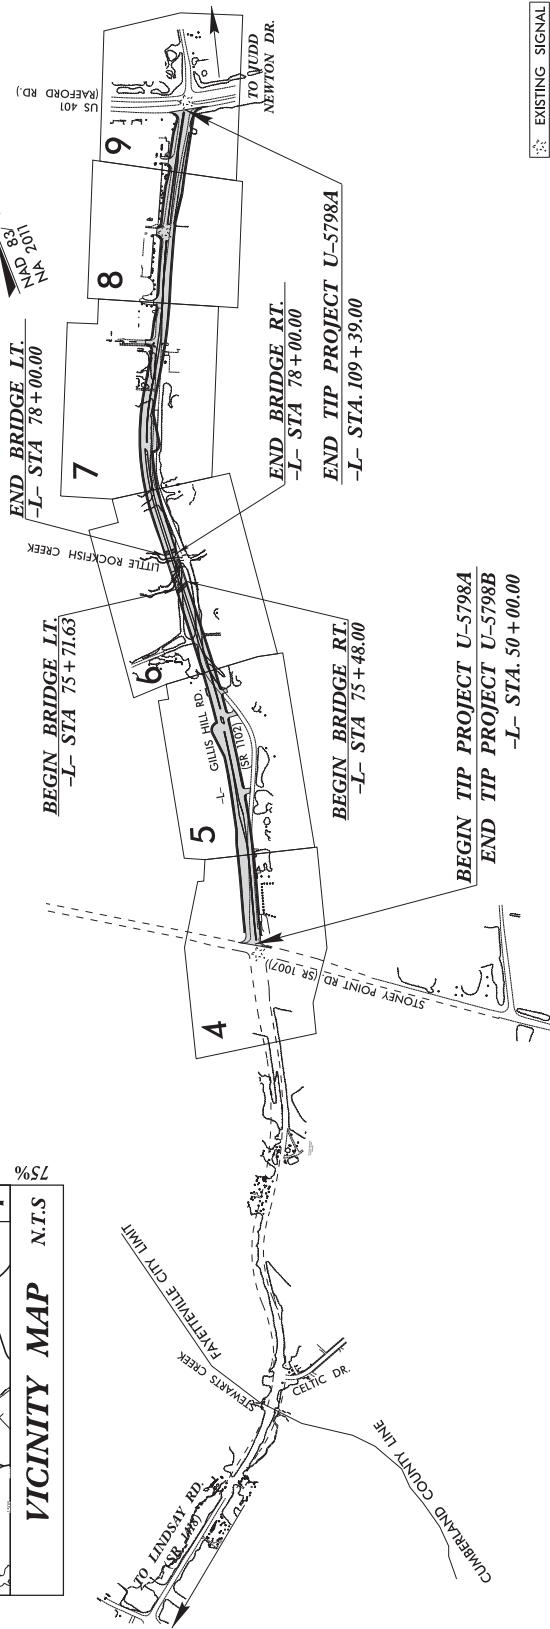 VICINITY MAP N.T.S
75%
TO LINDSAY RD.
(SR 1118)
CUMBERLAND COUNTY LINE
STEWARTS CREEK
FAYETTEVILLE CITY LIMIT
CELTIC DR.
4
STONEY POINT RD. (SR 1007)
BEGIN TIP PROJECT U-5798A
END TIP PROJECT U-5798B
-L- STA. 50+00.00
5
-L- GILLIS HILL RD.
(SR 1102)
BEGIN BRIDGE LT.
-L- STA 75+71.63
BEGIN BRIDGE RT.
-L- STA 75+48.00
6
LITTLE ROCKFISH CREEK
END BRIDGE LT.
-L- STA 78+00.00
END BRIDGE RT.
-L- STA 78+00.00
7
END TIP PROJECT U-5798A
-L- STA. 109+39.00
8
NAD 83/
NA 2011
9
US 401
(RAEFORD RD.)
TO JUDD
NEWTON DR.
EXISTING SIGNAL